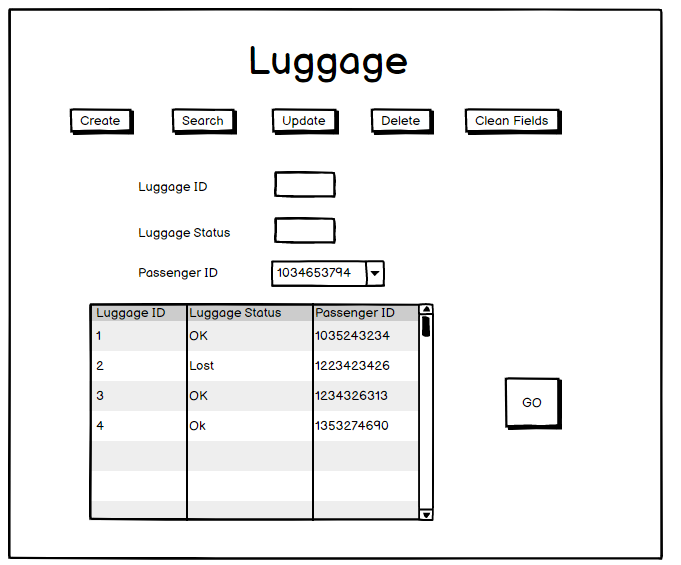 Luggage
Create Search Update Delete Clean Fields
Luggage ID
Luggage Status
Passenger ID 1034653794
Luggage ID Luggage Status Passenger ID
1 OK 1035243234
2 Lost 1223423426
3 OK 1234326313
4 Ok 1353274690
GO